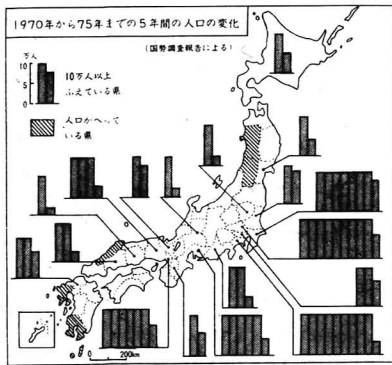 1970年から75年までの5年間の人口の変化
(国勢調査報告による)
万人
10
5
0
10万人以上
ふえている県
人口がへって
いる県
0 200km